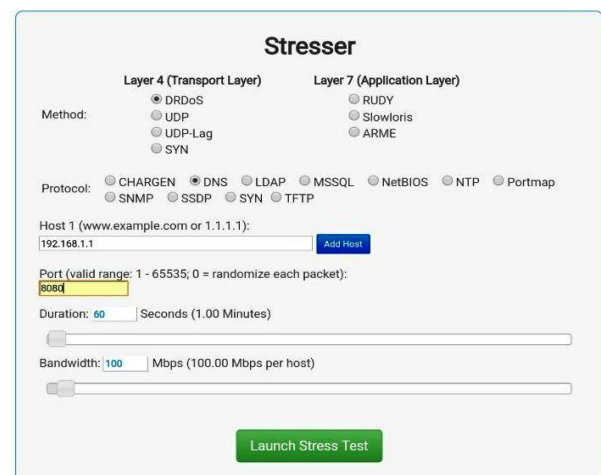 Stresser
Layer 4 (Transport Layer) Layer 7 (Application Layer)
Method:
DRDoS
UDP
UDP-Lag
SYN
RUDY
Slowloris
ARME
Protocol: CHARGEN DNS LDAP MSSQL NetBIOS NTP Portmap
SNMP SSDP SYN TFTP
Host 1 (www.example.com or 1.1.1.1):
192.168.1.1 Add Host
Port (valid range: 1 - 65535; 0 = randomize each packet):
8080
Duration: 60 Seconds (1.00 Minutes)
Bandwidth: 100 Mbps (100.00 Mbps per host)
Launch Stress Test